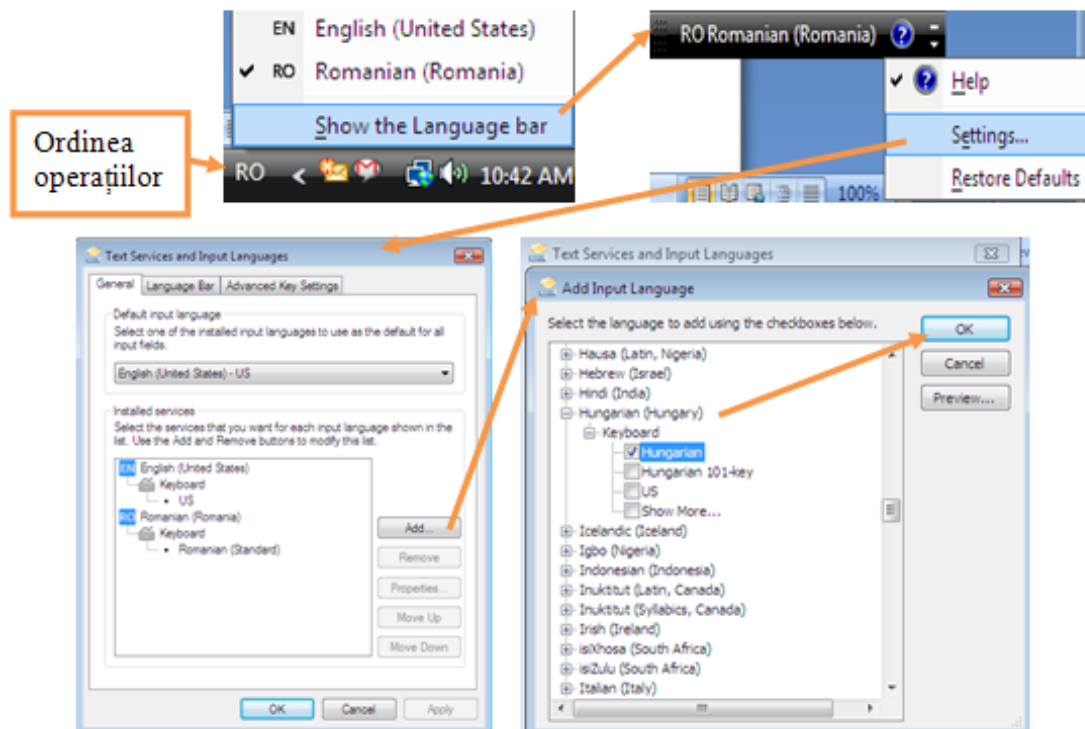 EN English (United States)
RO Romanian (Romania)
Show the Language bar
RO 10:42 AM
RO Romanian (Romania)
Help
Settings...
Restore Defaults
100%
Ordinea
operațiilor
Text Services and Input Languages
General Language Bar Advanced Key Settings
Default input language
Select one of the installed input languages to use as the default for all
input fields.
English (United States) - US
Installed services
Select the services that you want for each input language shown in the
list. Use the Add and Remove buttons to modify this list.
EN English (United States)
Keyboard
US
RO Romanian (Romania)
Keyboard
Romanian (Standard)
Add...
Remove
Properties...
Move Up
Move Down
OK Cancel Apply
Text Services and Input Languages
Add Input Language
Select the language to add using the checkboxes below.
Hausa (Latin, Nigeria)
Hebrew (Israel)
Hindi (India)
Hungarian (Hungary)
Keyboard
Hungarian
Hungarian 101-key
US
Show More...
Icelandic (Iceland)
Igbo (Nigeria)
Indonesian (Indonesia)
Inuktitut (Latin, Canada)
Inuktitut (Syllabics, Canada)
Irish (Ireland)
isiXhosa (South Africa)
isiZulu (South Africa)
Italian (Italy)
OK
Cancel
Preview...